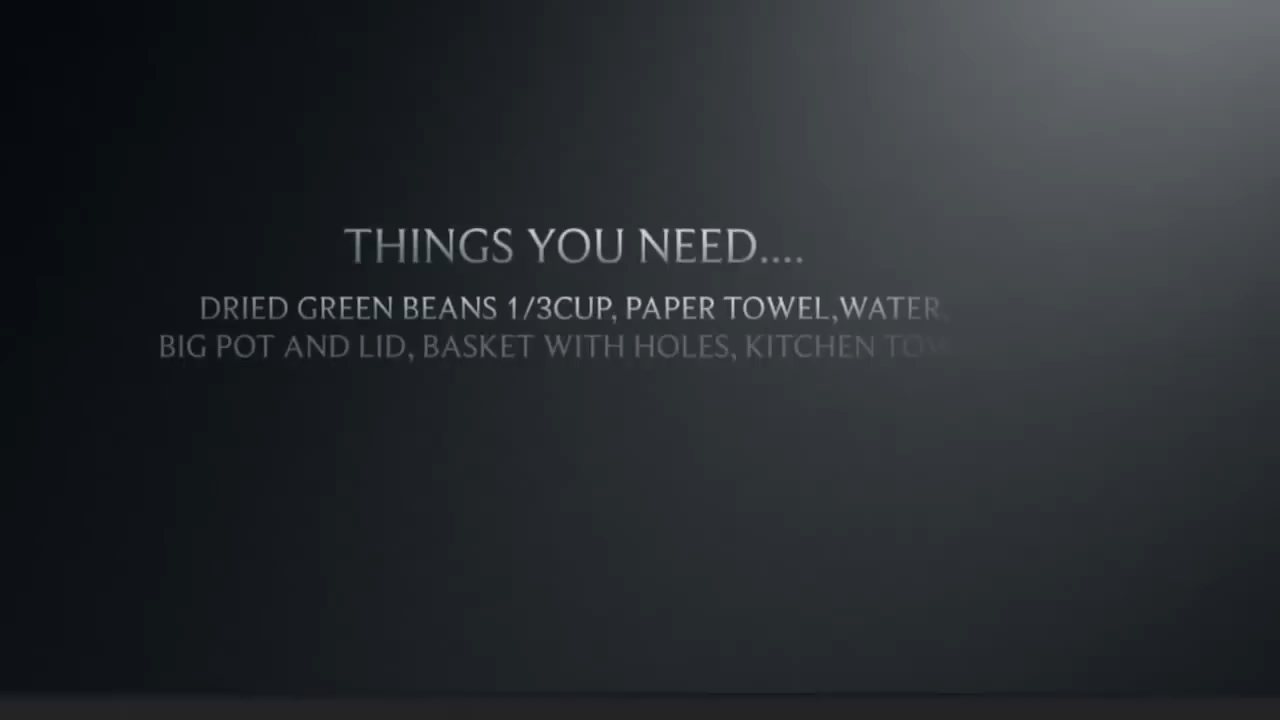 THINGS YOU NEED....
DRIED GREEN BEANS 1/3CUP, PAPER TOWEL,WATER,
BIG POT AND LID, BASKET WITH HOLES, KITCHEN